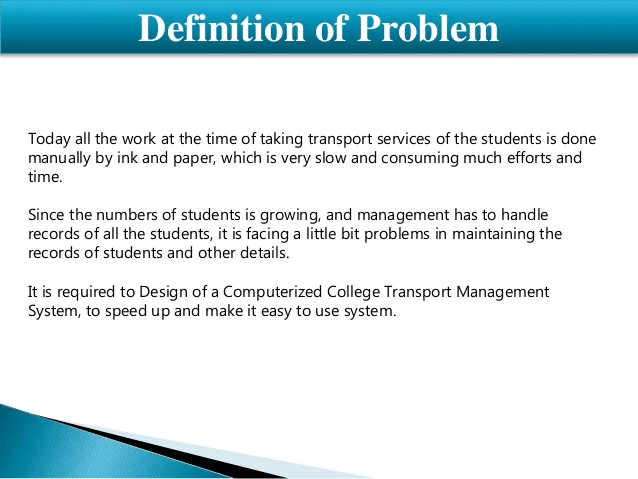 Definition of Problem
Today all the work at the time of taking transport services of the students is done
manually by ink and paper, which is very slow and consuming much efforts and
time.
Since the numbers of students is growing, and management has to handle
records of all the students, it is facing a little bit problems in maintaining the
records of students and other details.
It is required to Design of a Computerized College Transport Management
System, to speed up and make it easy to use system.